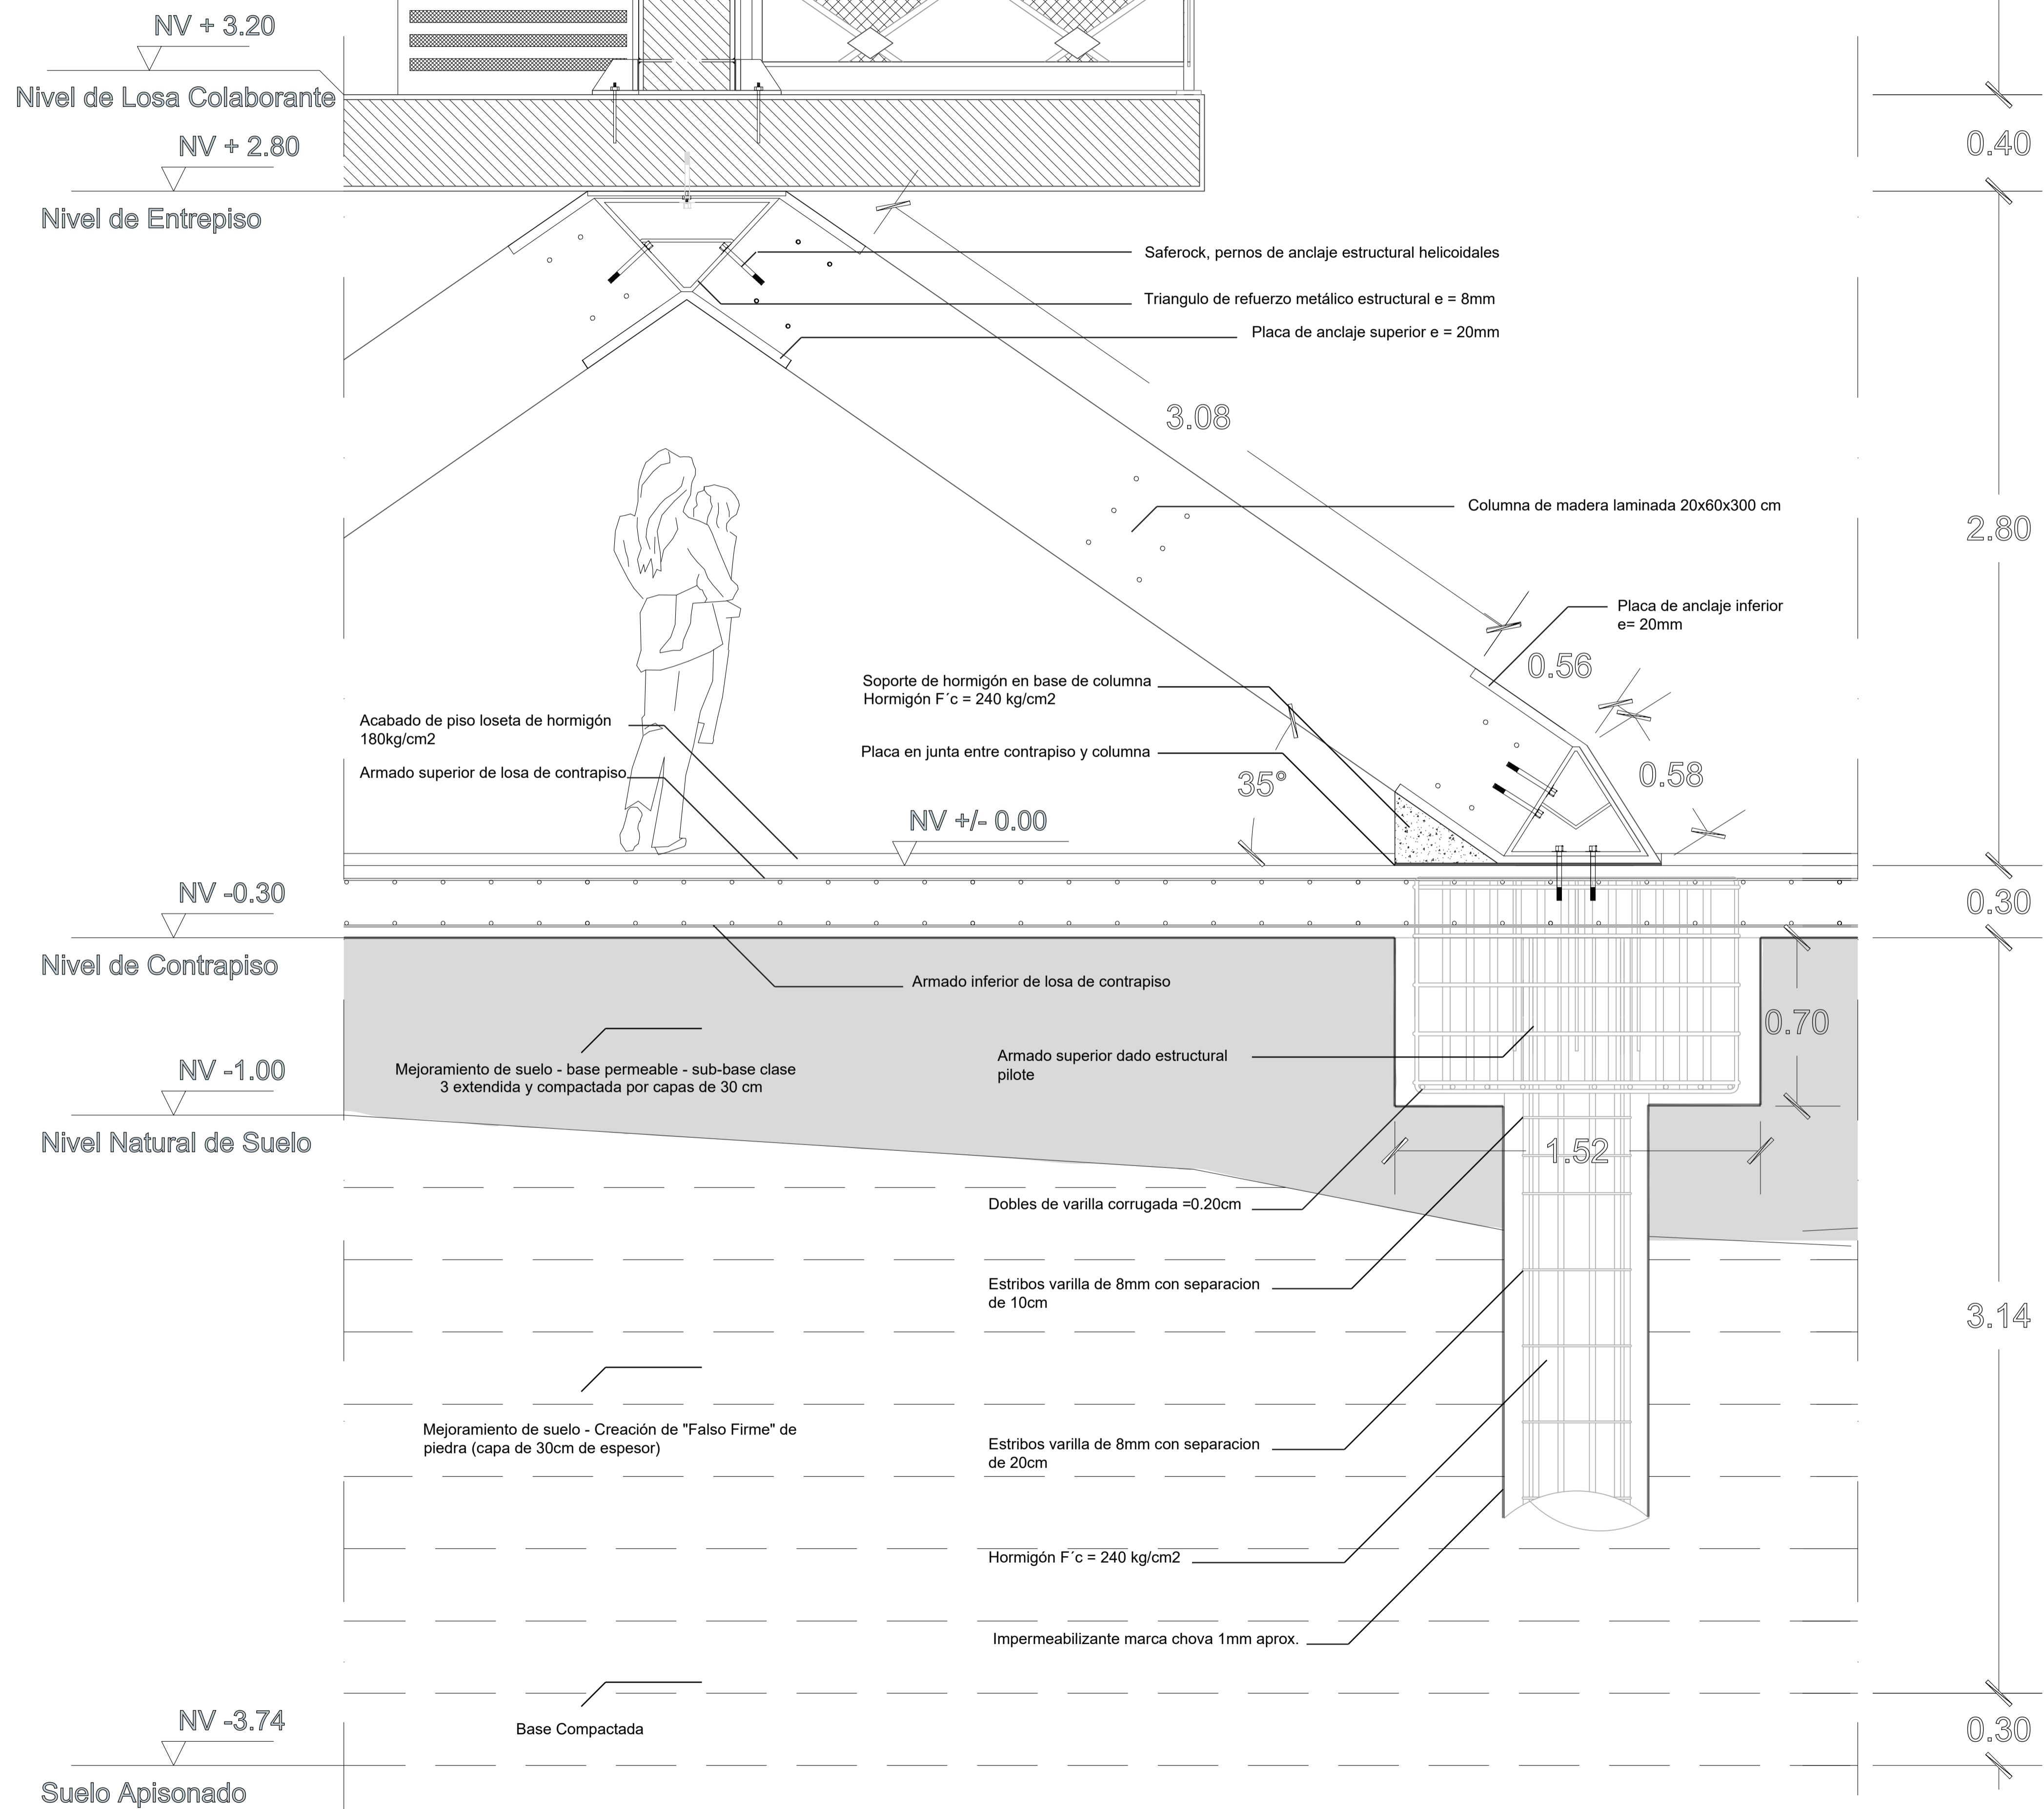 NV + 3.20
Nivel de Losa Colaborante
NV + 2.80
Nivel de Entrepiso
0.40
Saferock, pernos de anclaje estructural helicoidales
Triangulo de refuerzo metálico estructural e = 8mm
Placa de anclaje superior e = 20mm
3.08
Columna de madera laminada 20x60x300 cm
2.80
Placa de anclaje inferior
e= 20mm
0.56
Soporte de hormigón en base de columna
Hormigón F´c = 240 kg/cm2
Acabado de piso loseta de hormigón
180kg/cm2
Placa en junta entre contrapiso y columna
Armado superior de losa de contrapiso
35°
0.58
NV +/- 0.00
NV -0.30
Nivel de Contrapiso
0.30
Armado inferior de losa de contrapiso
0.70
Armado superior dado estructural
pilote
Mejoramiento de suelo - base permeable - sub-base clase
3 extendida y compactada por capas de 30 cm
NV -1.00
Nivel Natural de Suelo
1.52
Dobles de varilla corrugada =0.20cm
Estribos varilla de 8mm con separacion
de 10cm
3.14
Mejoramiento de suelo - Creación de "Falso Firme" de
piedra (capa de 30cm de espesor)
Estribos varilla de 8mm con separacion
de 20cm
Hormigón F´c = 240 kg/cm2
Impermeabilizante marca chova 1mm aprox.
Base Compactada
NV -3.74
Suelo Apisonado
0.30